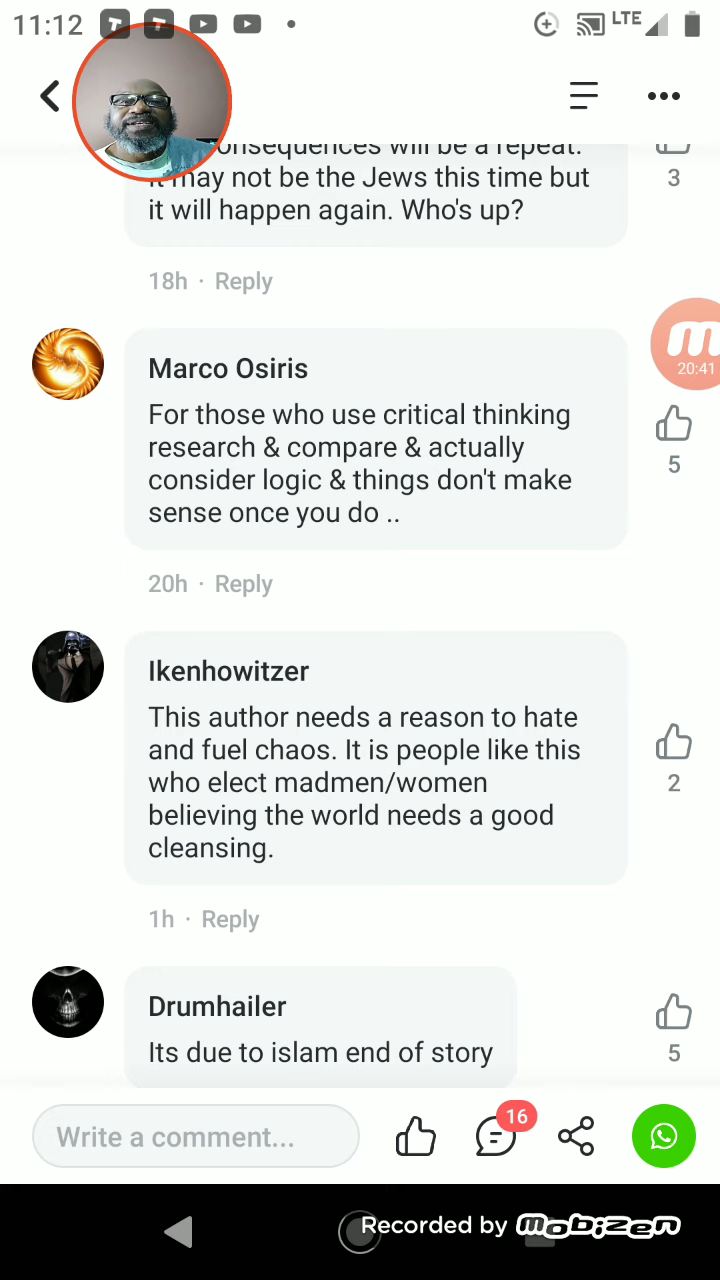 11:12
LTE
onsequences will be a repeat.
It may not be the Jews this time but
it will happen again. Who's up?
3
18h · Reply
20:41
Marco Osiris
For those who use critical thinking
research & compare & actually
consider logic & things don't make
sense once you do ..
5
20h · Reply
Ikenhowitzer
This author needs a reason to hate
and fuel chaos. It is people like this
who elect madmen/women
believing the world needs a good
cleansing.
2
1h · Reply
Drumhailer
Its due to islam end of story
5
Write a comment...
16
Recorded by mobizen